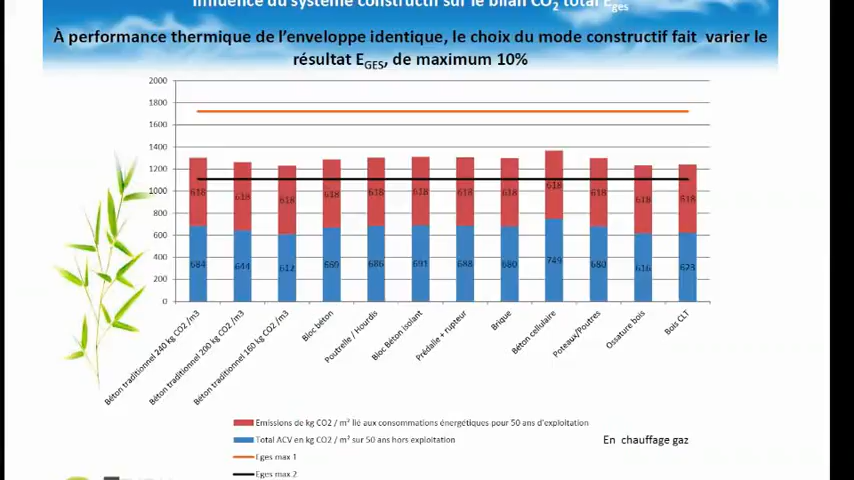 Influence du système constructif sur le bilan CO2 total Eges
À performance thermique de l'enveloppe identique, le choix du mode constructif fait varier le
résultat EGES, de maximum 10%
2000
1800
1600
1400
1200
1000
800
600
400
200
0
618 618 618 618 618 618 618 618 618 618 618 618
684 644 612 669 686 691 688 680 749 680 616 623
Béton traditionnel 240 kg CO2 /m3
Béton traditionnel 200 kg CO2 /m3
Béton traditionnel 160 kg CO2 /m3
Bloc béton
Poutrelle / Hourdis
Bloc Béton isolant
Prédalle + rupteur
Brique
Béton cellulaire
Poteaux/Poutres
Ossature bois
Bois CLT
Emissions de kg CO2 / m² lié aux consommations énergétiques pour 50 ans d'exploitation
Total ACV en kg CO2 / m² sur 50 ans hors exploitation
Eges max 1
Eges max 2
En chauffage gaz